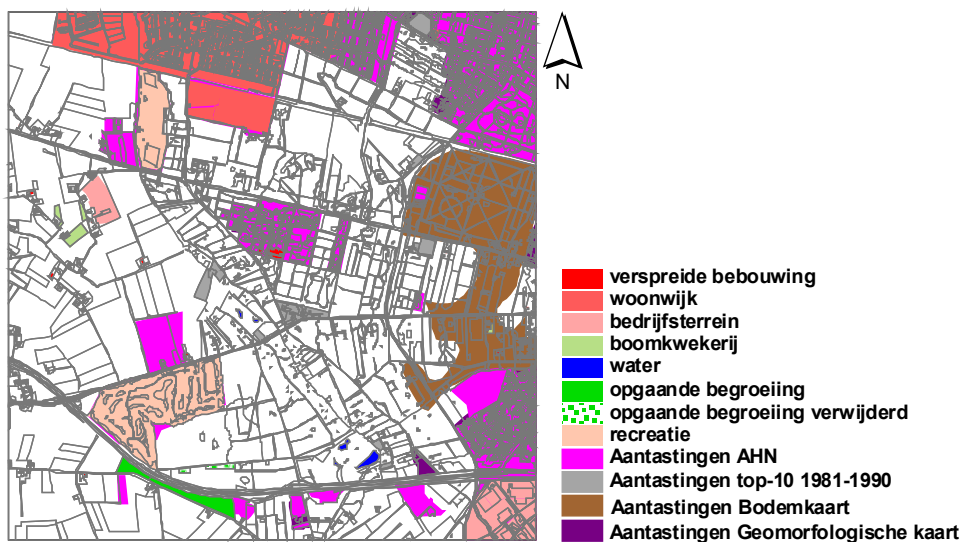 N
verspreide bebouwing
woonwijk
bedrijfsterrein
boomkwekerij
water
opgaande begroeiing
opgaande begroeiing verwijderd
recreatie
Aantastingen AHN
Aantastingen top-10 1981-1990
Aantastingen Bodemkaart
Aantastingen Geomorfologische kaart